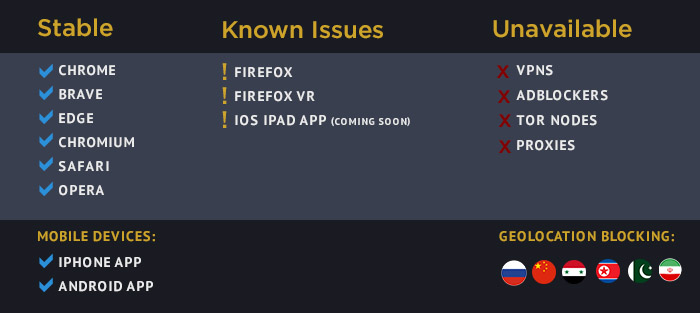 Stable
CHROME
BRAVE
EDGE
CHROMIUM
SAFARI
OPERA
MOBILE DEVICES:
IPHONE APP
ANDROID APP
Known Issues
! FIREFOX
! FIREFOX VR
! IOS IPAD APP (COMING SOON)
Unavailable
X VPNS
X ADBLOCKERS
X TOR NODES
X PROXIES
GEOLOCATION BLOCKING: